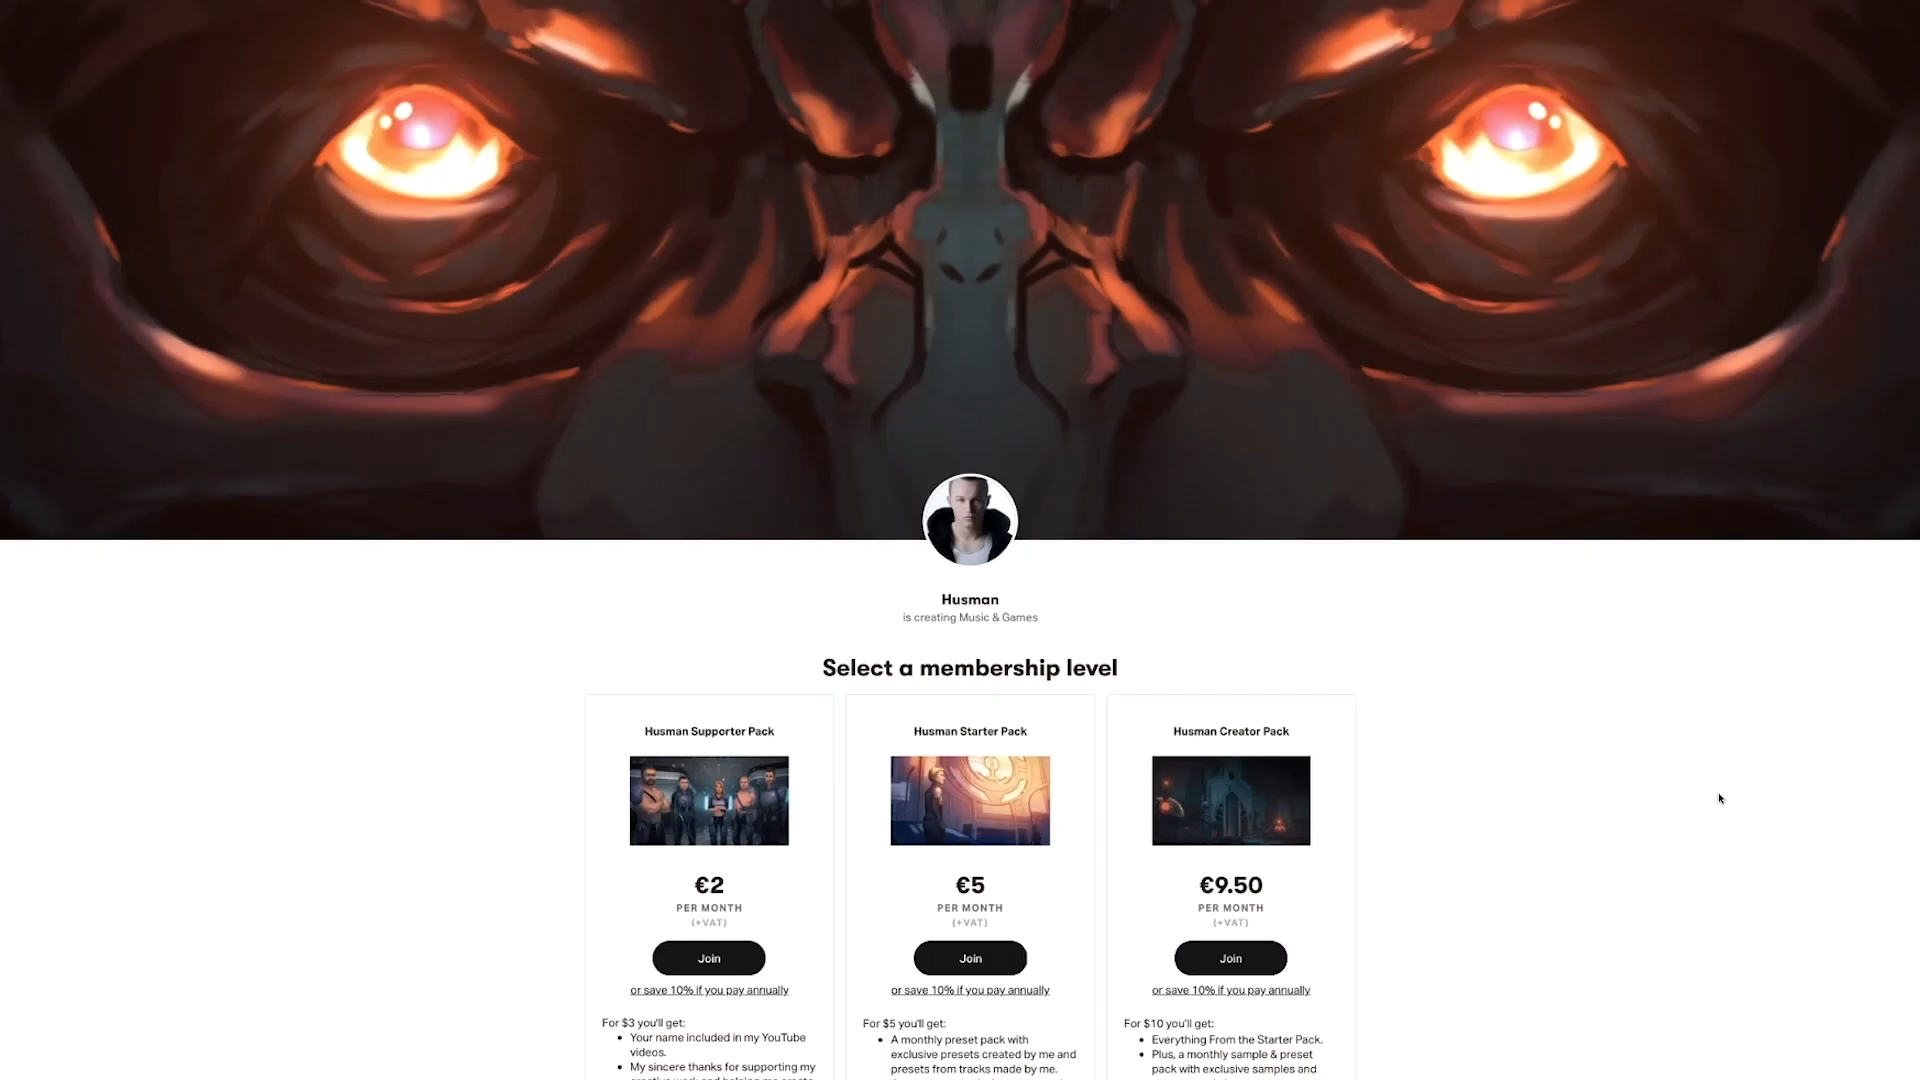 Husman
is creating Music & Games
Select a membership level
Husman Supporter Pack
€2
PER MONTH
(+VAT)
Join
or save 10% if you pay annually
For $3 you'll get:
Your name included in my YouTube
videos.
My sincere thanks for supporting my
Husman Starter Pack
€5
PER MONTH
(+VAT)
Join
or save 10% if you pay annually
For $5 you'll get:
A monthly preset pack with
exclusive presets created by me and
presets from tracks made by me.
Husman Creator Pack
€9.50
PER MONTH
(+VAT)
Join
or save 10% if you pay annually
For $10 you'll get:
Everything From the Starter Pack.
Plus, a monthly sample & preset
pack with exclusive samples and